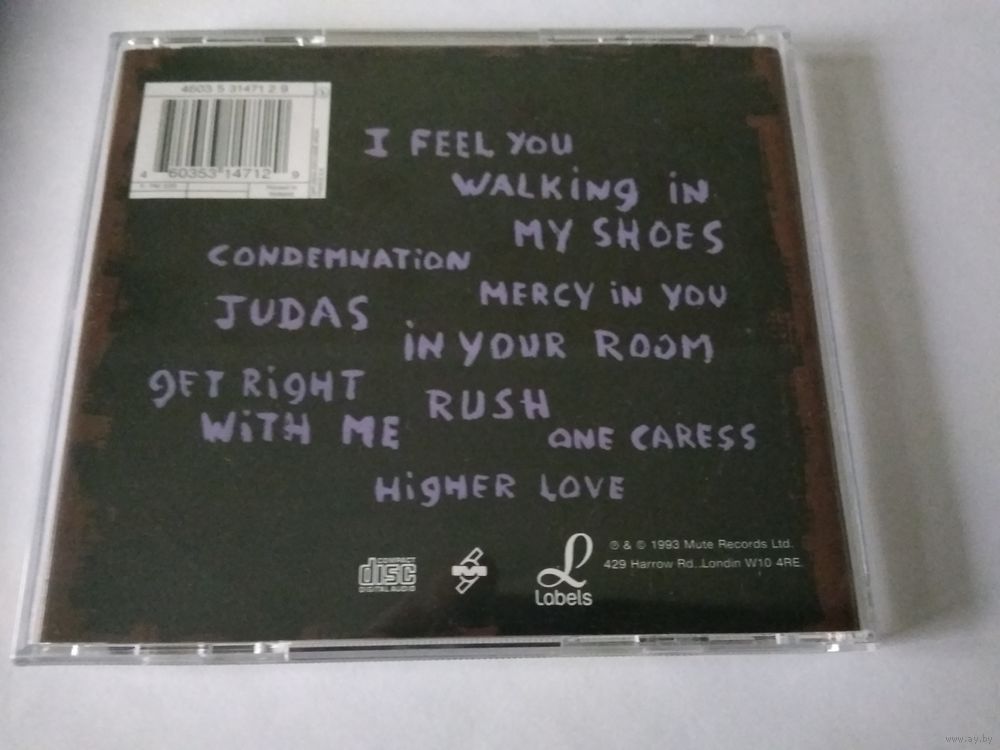 4603 5 31471 2 9
4 60353 14712 9
I FEEL YOU
WALKiNg iN
MY SHOES
CONDEMNATiON
MERCY iN YOU
JUDAS
iN YOUR ROOM
gET RigHT
WiTH ME
RUSH
ONE CARESS
HigHER LOVE
COMPACT
disc
DIGITAL AUDIO
L
Labels
℗ & © 1993 Mute Records Ltd.
429 Harrow Rd..Londin W10 4RE.
www.ay.by